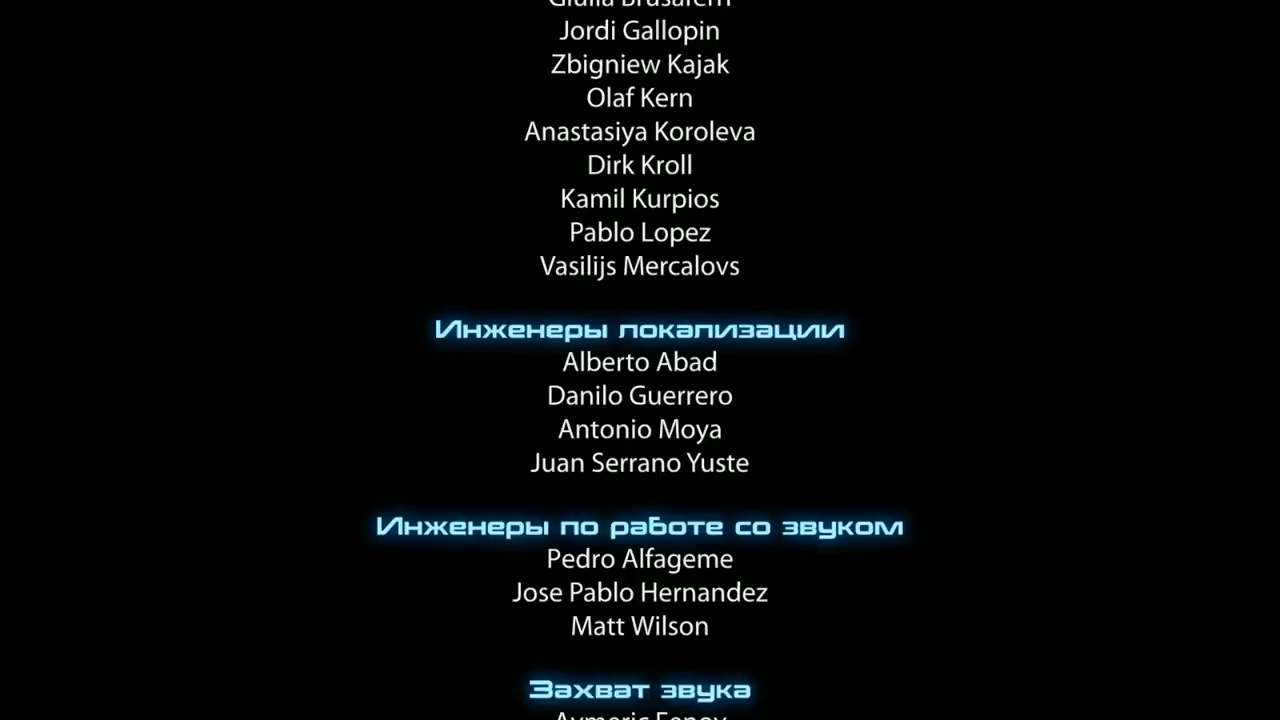 Jordi Gallopin
Zbigniew Kajak
Olaf Kern
Anastasiya Koroleva
Dirk Kroll
Kamil Kurpios
Pablo Lopez
Vasilijs Mercalovs
Инженеры локализации
Alberto Abad
Danilo Guerrero
Antonio Moya
Juan Serrano Yuste
Инженеры по работе со звуком
Pedro Alfageme
Jose Pablo Hernandez
Matt Wilson
Захват звука